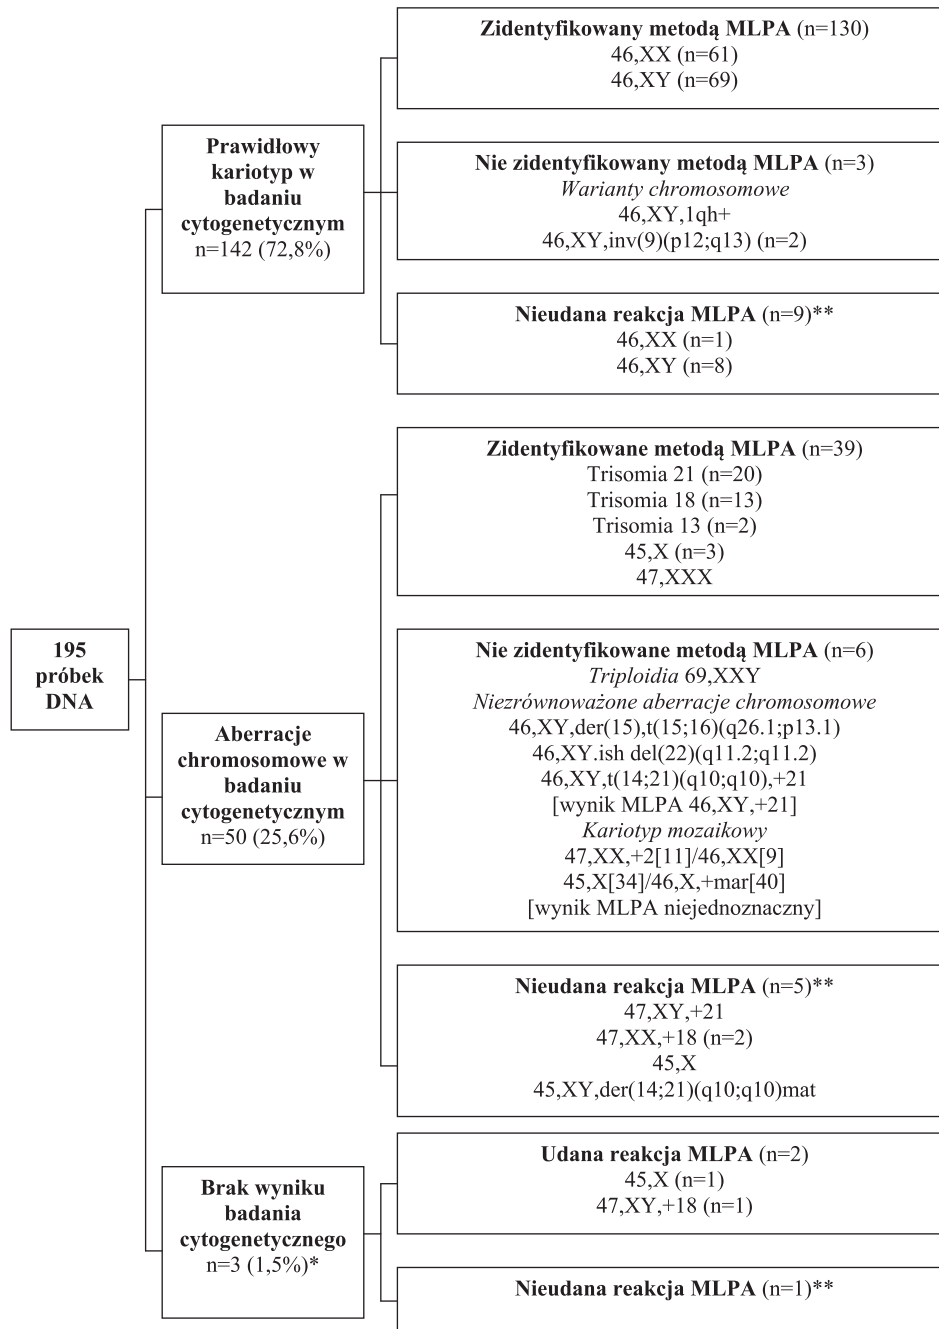 195
próbek
DNA
Prawidłowy
kariotyp w
badaniu
cytogenetycznym
n=142 (72,8%)
Zidentyfikowany metodą MLPA (n=130)
46,XX (n=61)
46,XY (n=69)
Nie zidentyfikowany metodą MLPA (n=3)
Warianty chromosomowe
46,XY,1qh+
46,XY,inv(9)(p12;q13) (n=2)
Nieudana reakcja MLPA (n=9)**
46,XX (n=1)
46,XY (n=8)
Aberracje
chromosomowe w
badaniu
cytogenetycznym
n=50 (25,6%)
Zidentyfikowane metodą MLPA (n=39)
Trisomia 21 (n=20)
Trisomia 18 (n=13)
Trisomia 13 (n=2)
45,X (n=3)
47,XXX
Nie zidentyfikowane metodą MLPA (n=6)
Triploidia 69,XXY
Niezrównoważone aberracje chromosomowe
46,XY,der(15),t(15;16)(q26.1;p13.1)
46,XY.ish del(22)(q11.2;q11.2)
46,XY,t(14;21)(q10;q10),+21
[wynik MLPA 46,XY,+21]
Kariotyp mozaikowy
47,XX,+2[11]/46,XX[9]
45,X[34]/46,X,+mar[40]
[wynik MLPA niejednoznaczny]
Nieudana reakcja MLPA (n=5)**
47,XY,+21
47,XX,+18 (n=2)
45,X
45,XY,der(14;21)(q10;q10)mat
Brak wyniku
badania
cytogenetycznego
n=3 (1,5%)*
Udana reakcja MLPA (n=2)
45,X (n=1)
47,XY,+18 (n=1)
Nieudana reakcja MLPA (n=1)**